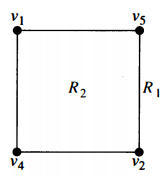 v₁ v₅
R₂ R₁
v₄ v₂